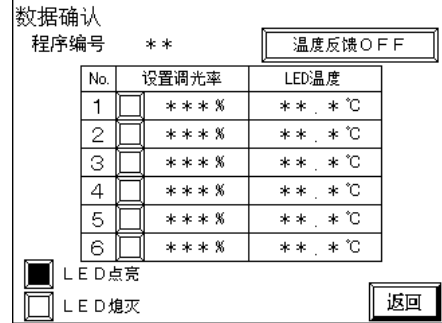 数据确认
程序编号 ** 温度反馈OFF
No. 设置调光率 LED温度
1 ***% **.*℃
2 ***% **.*℃
3 ***% **.*℃
4 ***% **.*℃
5 ***% **.*℃
6 ***% **.*℃
LED点亮
LED熄灭 返回